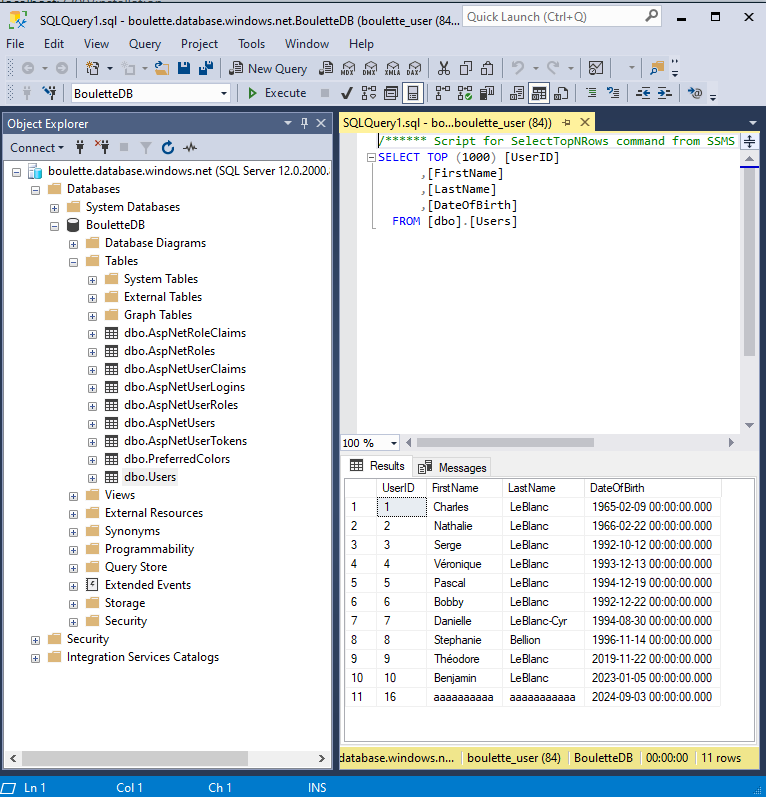 SQLQuery1.sql - boulette.database.windows.net.BouletteDB (boulette_user (84...
Quick Launch (Ctrl+Q)
File Edit View Query Project Tools Window Help
New Query
MDX DMX XMLA DAX
BouletteDB
Execute
Object Explorer
Connect
boulette.database.windows.net (SQL Server 12.0.2000.
Databases
System Databases
BouletteDB
Database Diagrams
Tables
System Tables
External Tables
Graph Tables
dbo.AspNetRoleClaims
dbo.AspNetRoles
dbo.AspNetUserClaims
dbo.AspNetUserLogins
dbo.AspNetUserRoles
dbo.AspNetUsers
dbo.AspNetUserTokens
dbo.PreferredColors
dbo.Users
Views
External Resources
Synonyms
Programmability
Query Store
Extended Events
Storage
Security
Security
Integration Services Catalogs
SQLQuery1.sql - bo...boulette_user (84))
/****** Script for SelectTopNRows command from SSMS
SELECT TOP (1000) [UserID]
,[FirstName]
,[LastName]
,[DateOfBirth]
FROM [dbo].[Users]
100 %
Results Messages
UserID FirstName LastName DateOfBirth
1 1 Charles LeBlanc 1965-02-09 00:00:00.000
2 2 Nathalie LeBlanc 1966-02-22 00:00:00.000
3 3 Serge LeBlanc 1992-10-12 00:00:00.000
4 4 Véronique LeBlanc 1993-12-13 00:00:00.000
5 5 Pascal LeBlanc 1994-12-19 00:00:00.000
6 6 Bobby LeBlanc 1992-12-22 00:00:00.000
7 7 Danielle LeBlanc-Cyr 1994-08-30 00:00:00.000
8 8 Stephanie Bellion 1996-11-14 00:00:00.000
9 9 Théodore LeBlanc 2019-11-22 00:00:00.000
10 10 Benjamin LeBlanc 2023-01-05 00:00:00.000
11 16 aaaaaaaaaa aaaaaaaaaaa 2024-09-03 00:00:00.000
database.windows.n... boulette_user (84) BouletteDB 00:00:00 11 rows
Ln 1 Col 1 Ch 1 INS